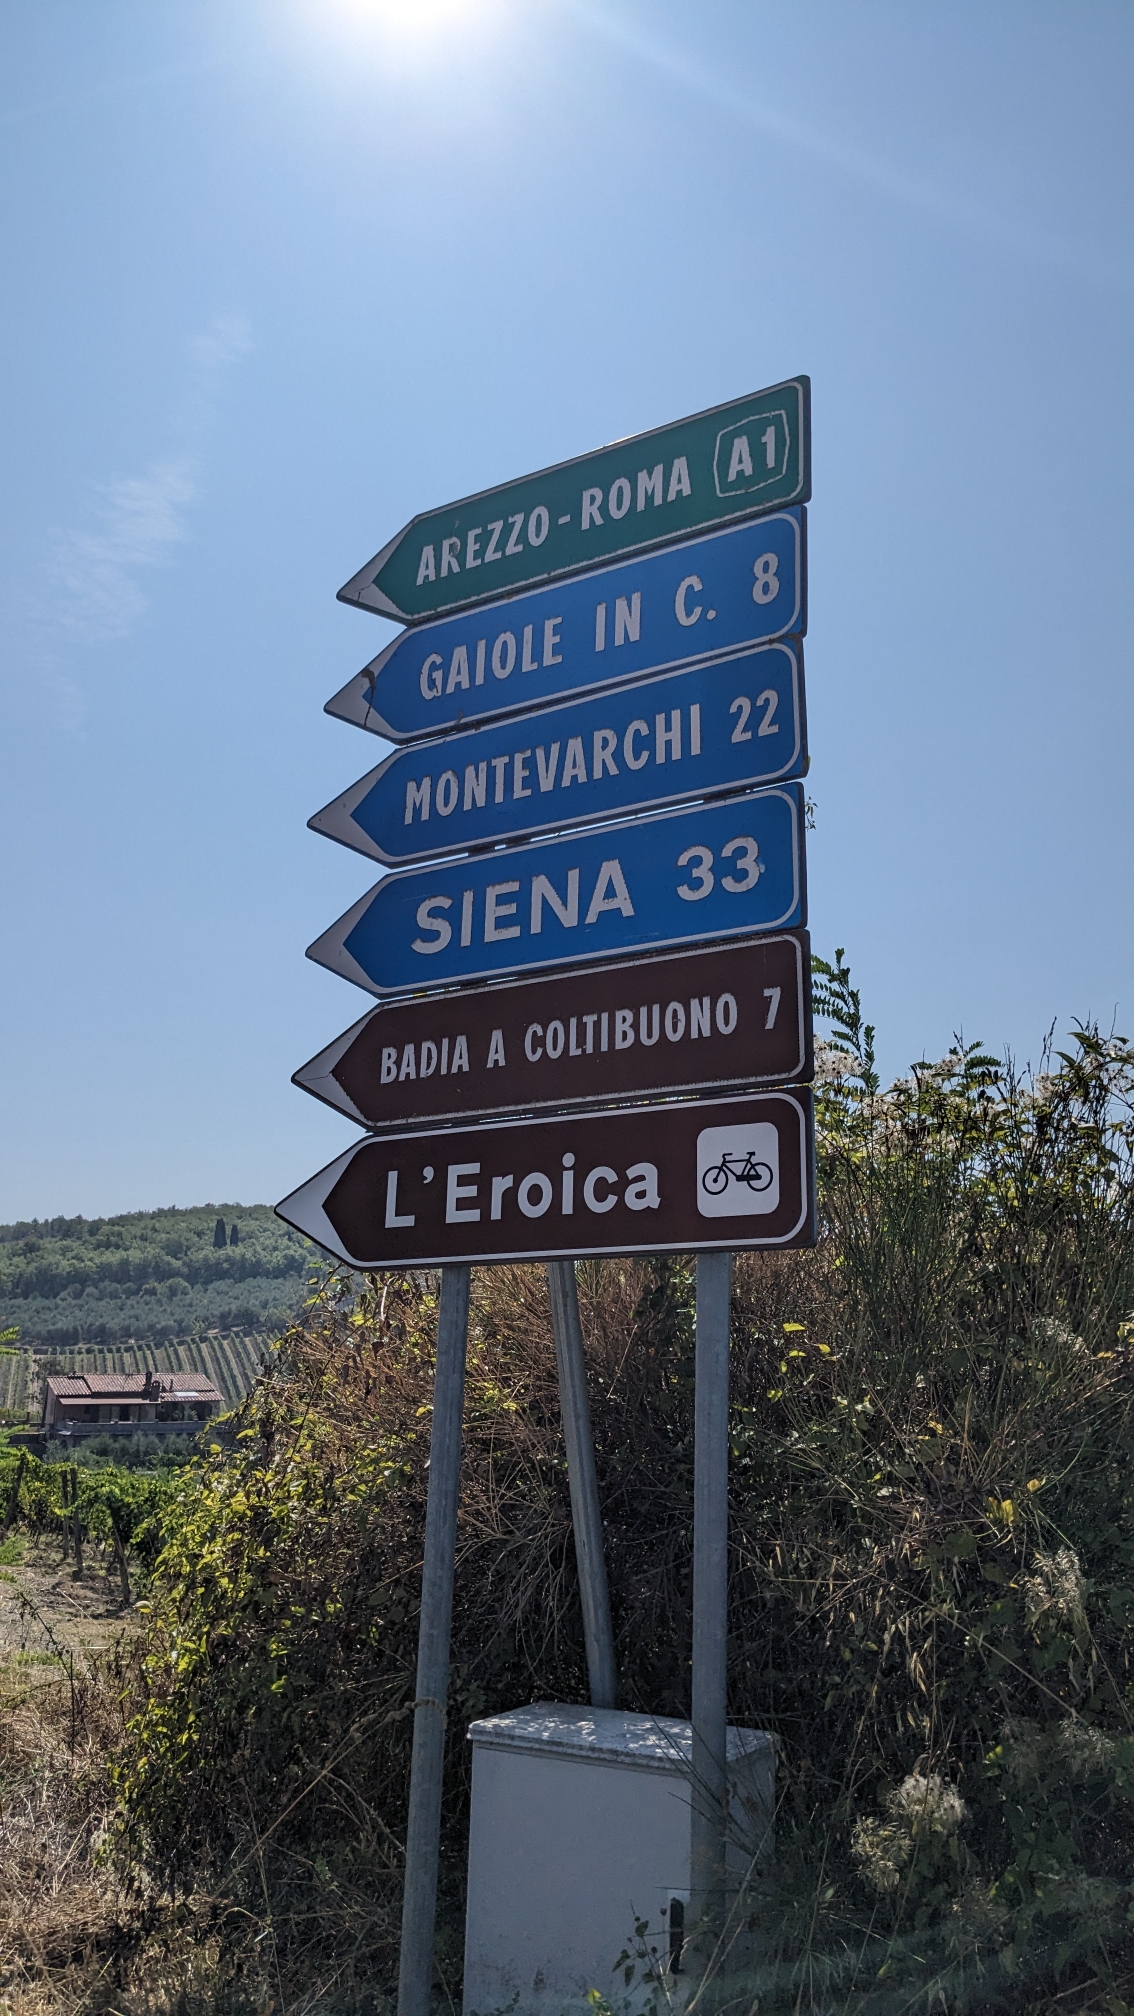 AREZZO-ROMA A1
GAIOLE IN C. 8
MONTEVARCHI 22
SIENA 33
BADIA A COLTIBUONO 7
L'Eroica